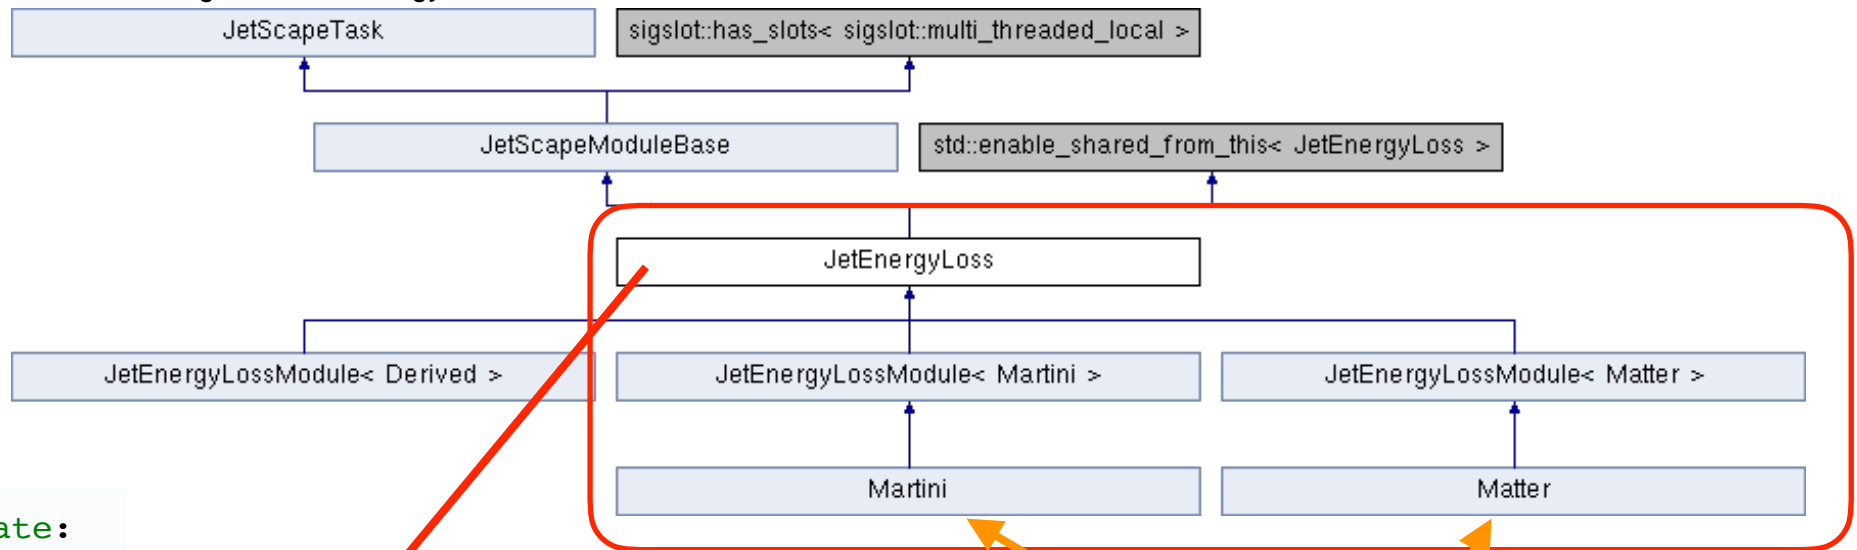 JetScapeTask
sigslot::has_slots< sigslot::multi_threaded_local >
JetScapeModuleBase
std::enable_shared_from_this< JetEnergyLoss >
JetEnergyLoss
JetEnergyLossModule< Derived >
JetEnergyLossModule< Martini >
JetEnergyLossModule< Matter >
Martini
Matter
ate: